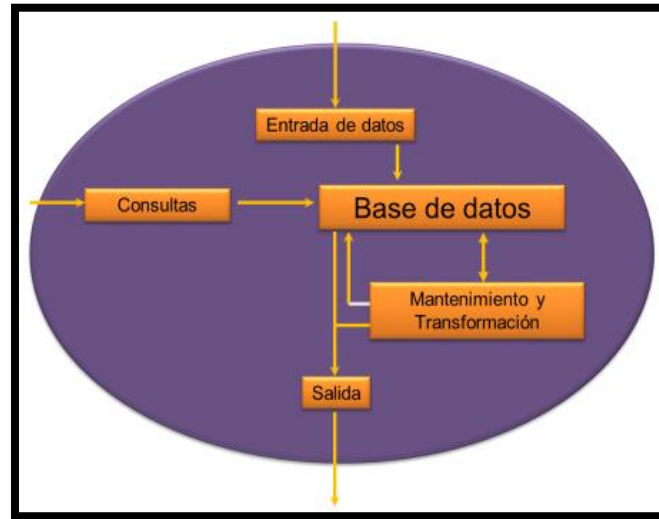 Entrada de datos
Consultas
Base de datos
Mantenimiento y
Transformación
Salida